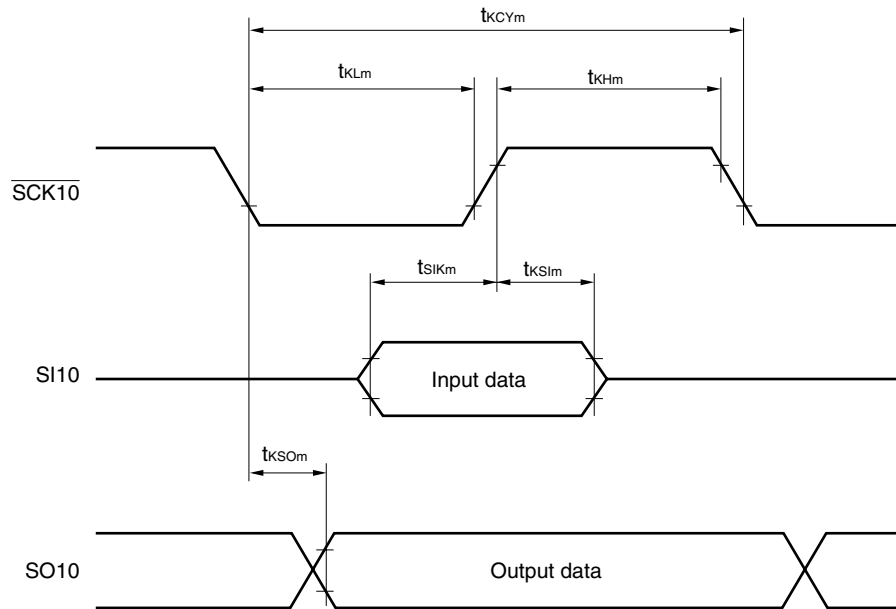 tKCYm
tKLm
tKHm
SCK10
tSIKm
tKSIm
SI10
Input data
tKSOm
SO10
Output data